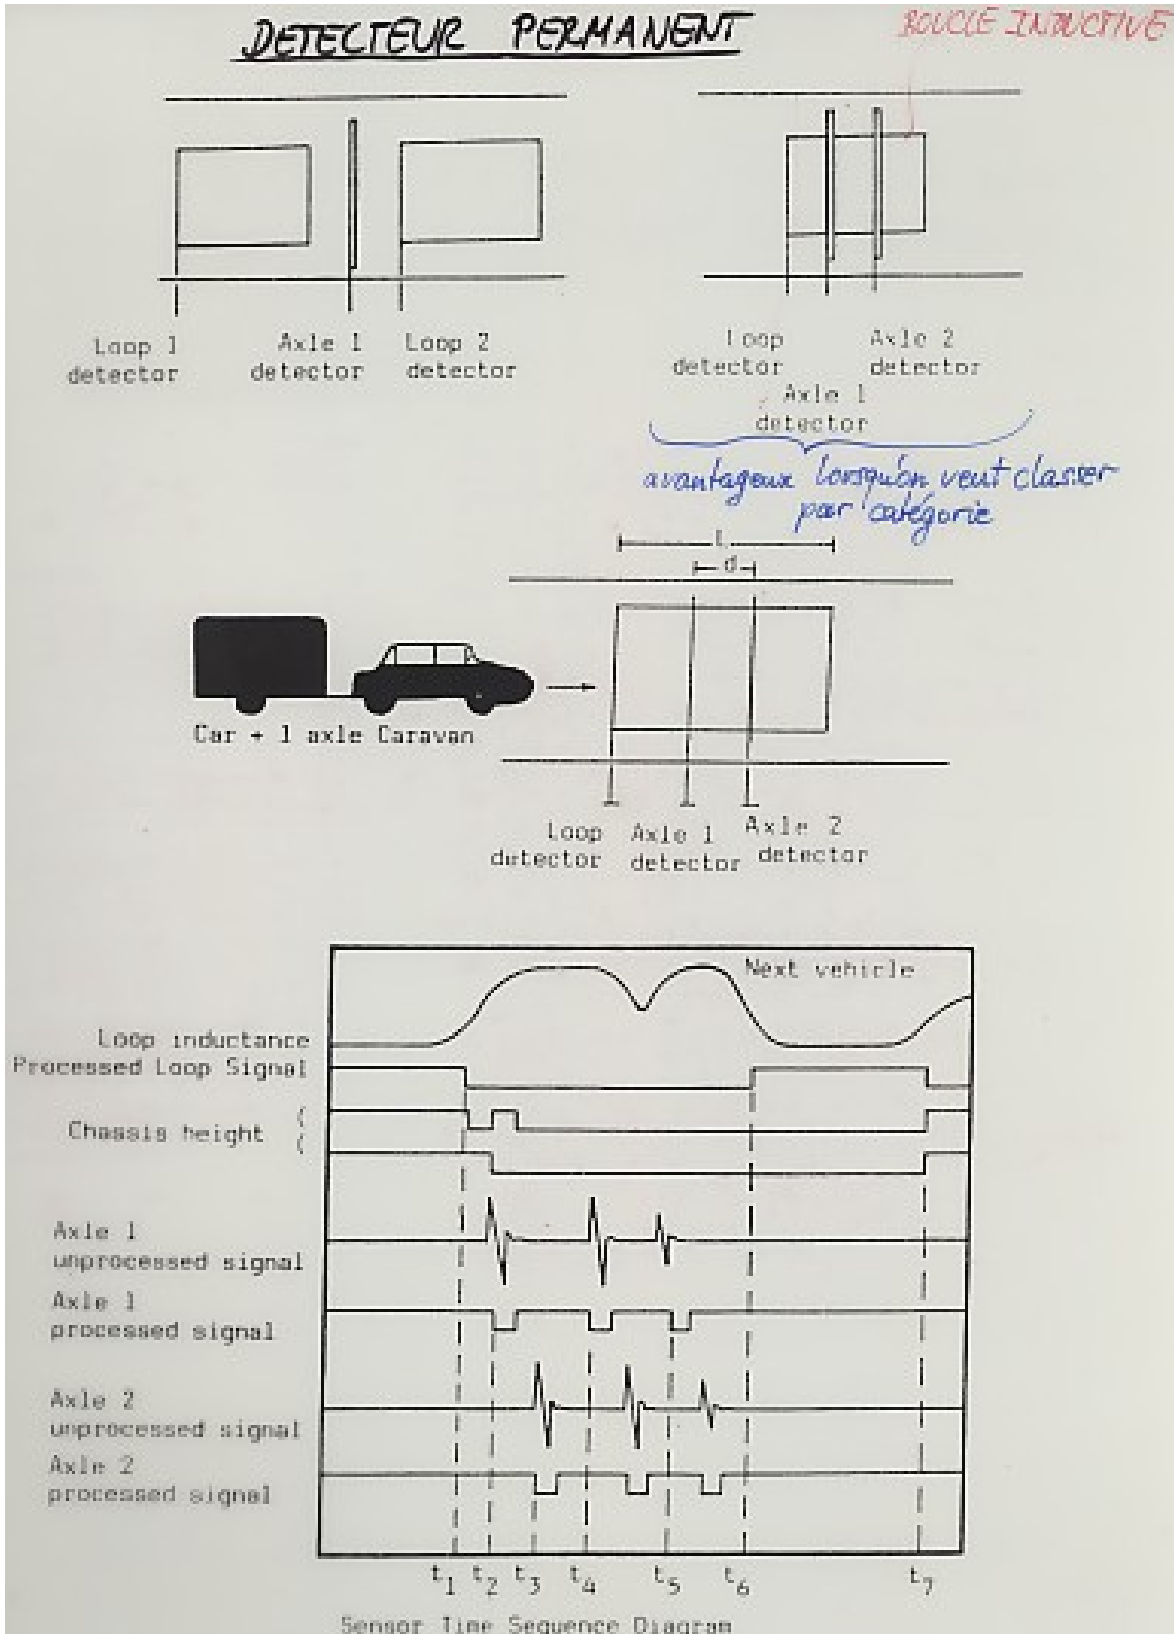 DETECTEUR PERMANENT
BOUCLE INDUCTIVE
Loop 1
detector
Axle 1
detector
Loop 2
detector
Loop
detector
Axle 2
detector
Axle 1
detector
avantageux lorsqu'on veut classer
par catégorie
L
d
Car + 1 axle Caravan
Loop
detector
Axle 1
detector
Axle 2
detector
Next vehicle
Loop inductance
Processed Loop Signal
Chassis height
Axle 1
unprocessed signal
Axle 1
processed signal
Axle 2
unprocessed signal
Axle 2
processed signal
t1 t2 t3 t4 t5 t6 t7
Sensor Time Sequence Diagram